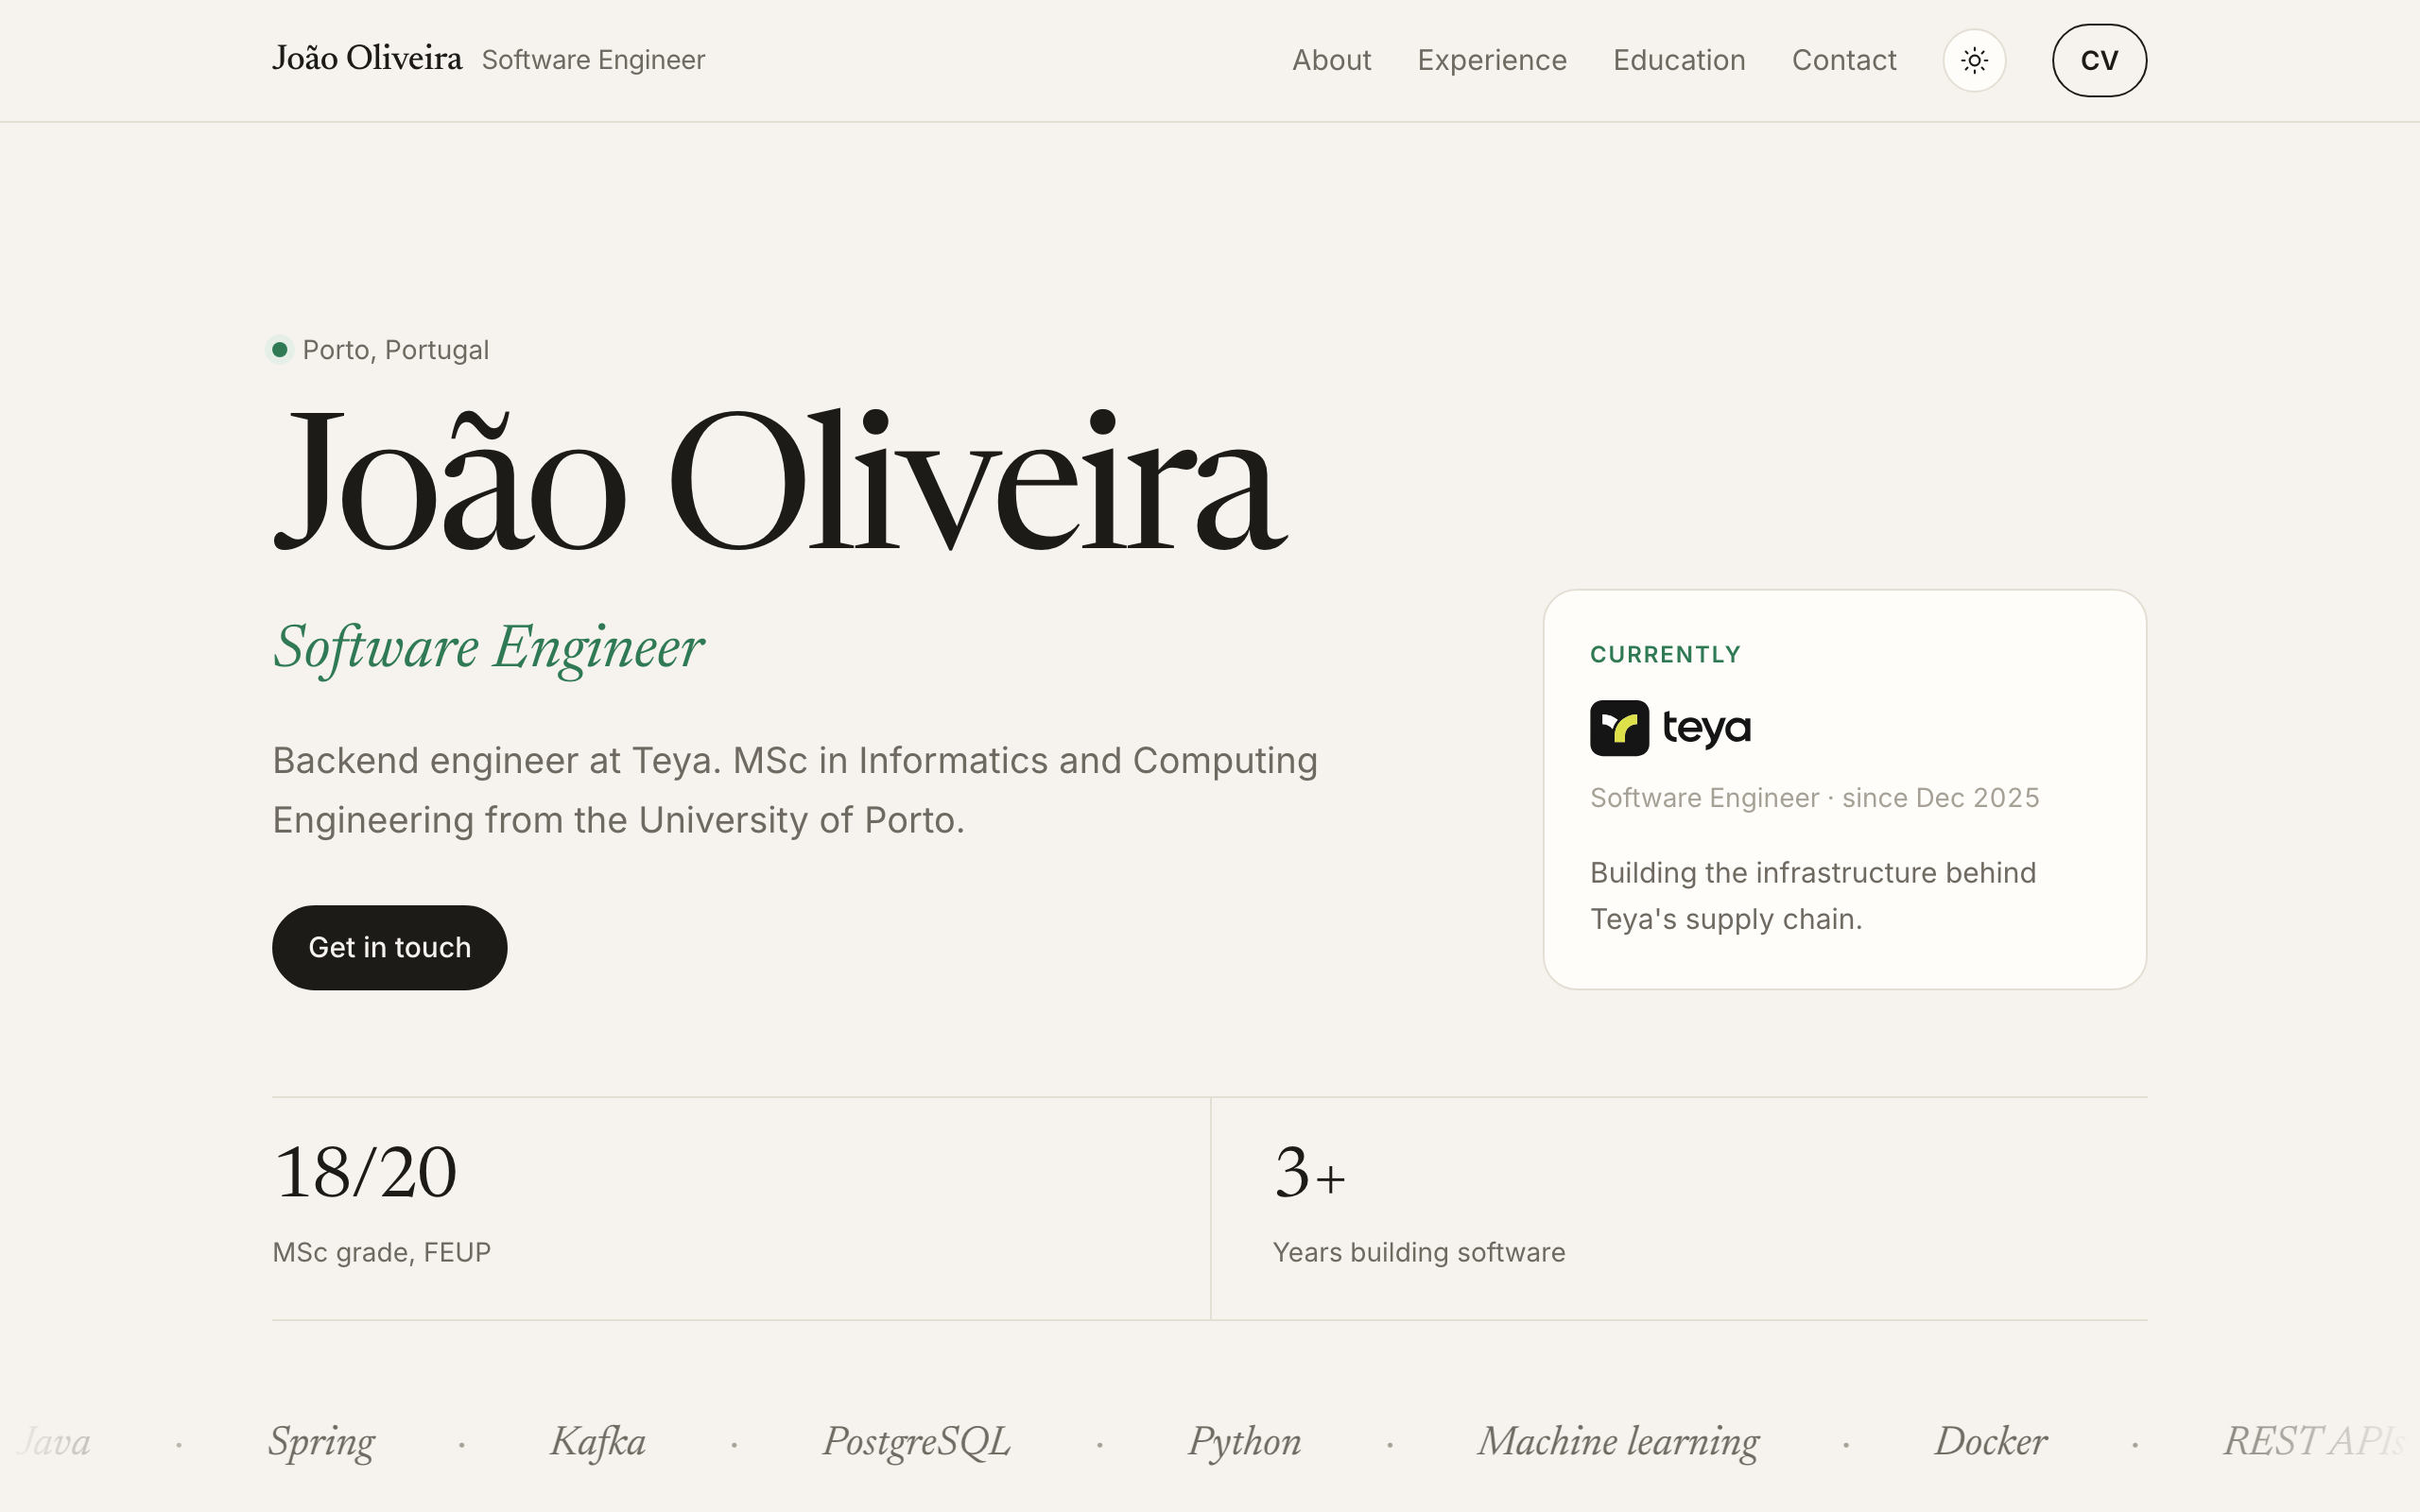 João Oliveira Software Engineer
About Experience Education Contact CV
Porto, Portugal
João Oliveira
Software Engineer
Backend engineer at Teya. MSc in Informatics and Computing
Engineering from the University of Porto.
Get in touch
CURRENTLY
teya
Software Engineer · since Dec 2025
Building the infrastructure behind
Teya's supply chain.
18/20
MSc grade, FEUP
3+
Years building software
Java · Spring · Kafka · PostgreSQL · Python · Machine learning · Docker · REST APIs